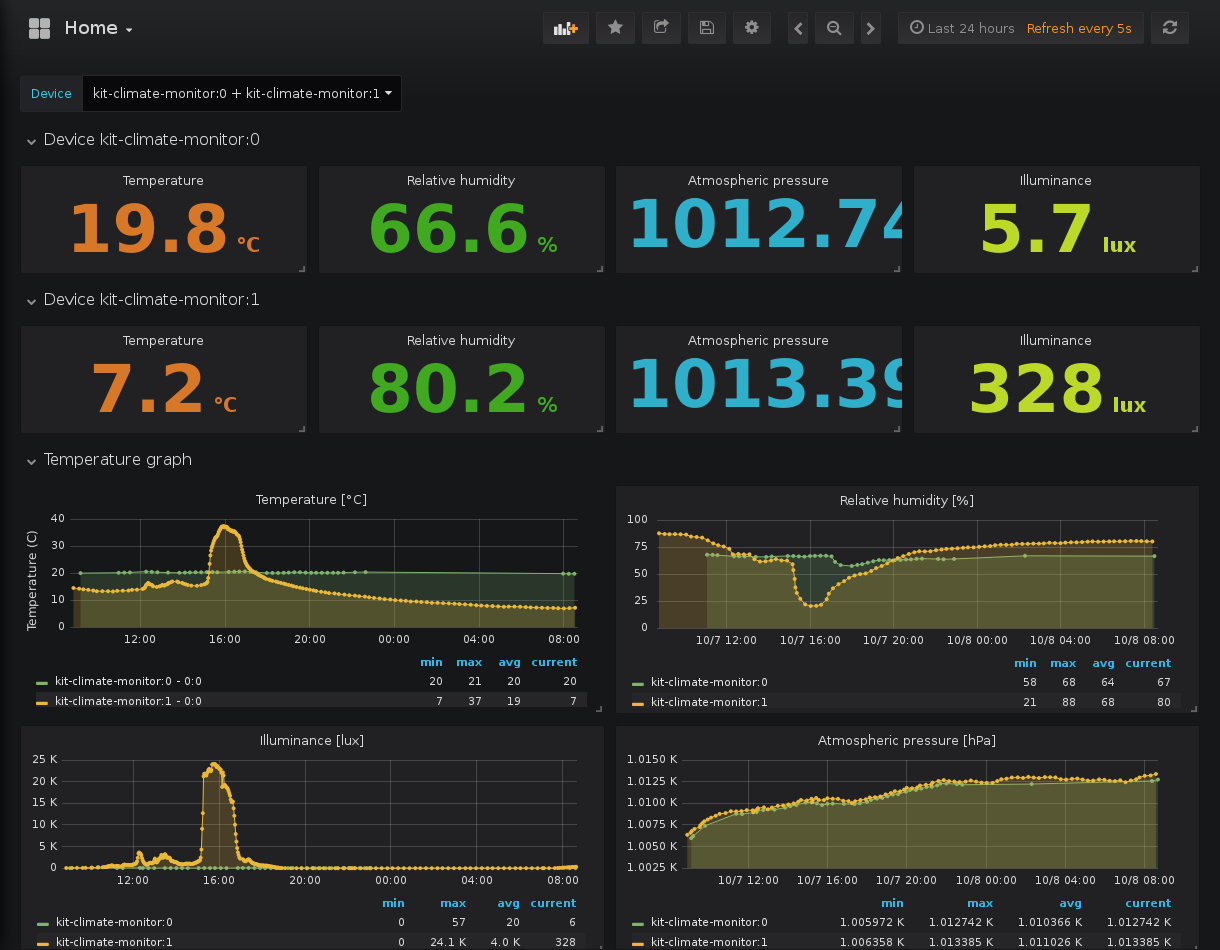 Home
Last 24 hours Refresh every 5s
Device kit-climate-monitor:0 + kit-climate-monitor:1
Device kit-climate-monitor:0
Temperature Relative humidity Atmospheric pressure Illuminance
19.8 °C 66.6 % 1012.74 5.7 lux
Device kit-climate-monitor:1
Temperature Relative humidity Atmospheric pressure Illuminance
7.2 °C 80.2 % 1013.39 328 lux
Temperature graph
Temperature [°C]
Temperature (C)
40
30
20
10
0
12:00 16:00 20:00 00:00 04:00 08:00
min max avg current
kit-climate-monitor:0 - 0:0 20 21 20 20
kit-climate-monitor:1 - 0:0 7 37 19 7
Relative humidity [%]
100
75
50
25
0
10/7 12:00 10/7 16:00 10/7 20:00 10/8 00:00 10/8 04:00 10/8 08:00
min max avg current
kit-climate-monitor:0 58 68 64 67
kit-climate-monitor:1 21 88 68 80
Illuminance [lux]
25 K
20 K
15 K
10 K
5 K
0
12:00 16:00 20:00 00:00 04:00 08:00
min max avg current
kit-climate-monitor:0 0 57 20 6
kit-climate-monitor:1 0 24.1 K 4.0 K 328
Atmospheric pressure [hPa]
1.0150 K
1.0125 K
1.0100 K
1.0075 K
1.0050 K
1.0025 K
10/7 12:00 10/7 16:00 10/7 20:00 10/8 00:00 10/8 04:00 10/8 08:00
min max avg current
kit-climate-monitor:0 1.005972 K 1.012742 K 1.010366 K 1.012742 K
kit-climate-monitor:1 1.006358 K 1.013385 K 1.011026 K 1.013385 K